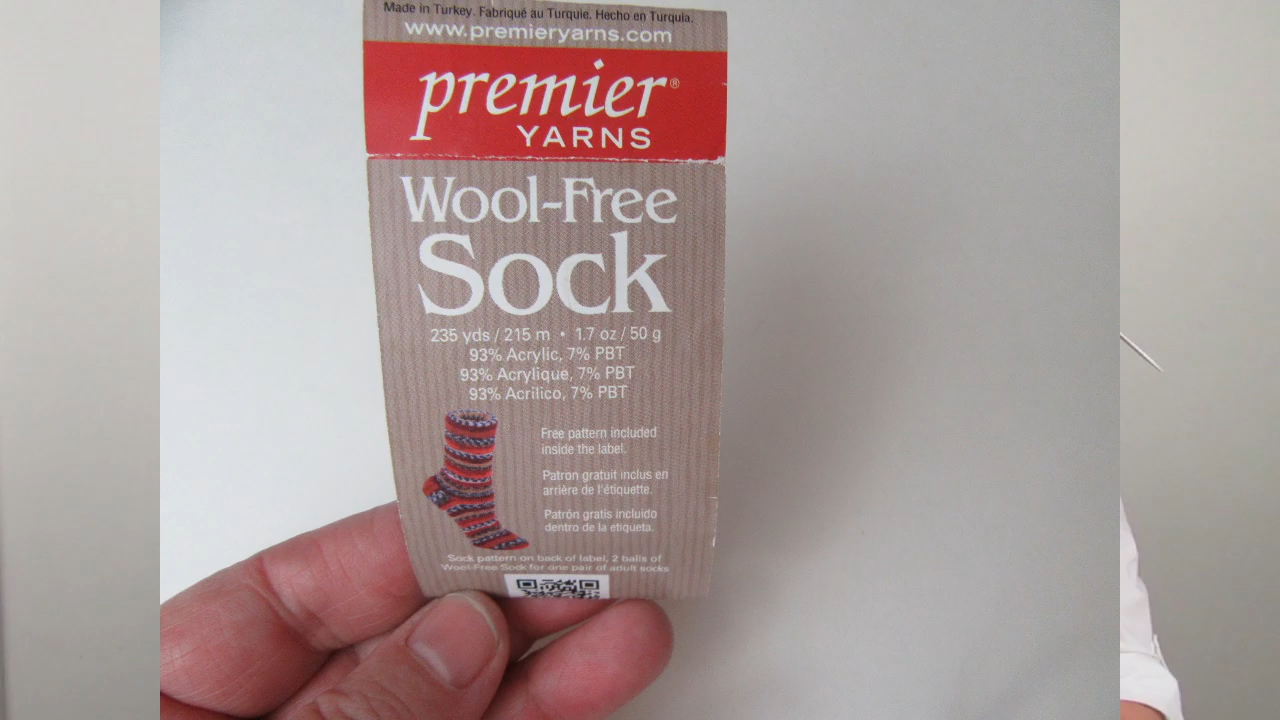 Made in Turkey. Fabriqué au Turquie. Hecho en Turquia.
www.premieryarns.com
premier®
YARNS
Wool-Free
Sock
235 yds / 215 m • 1.7 oz / 50 g
93% Acrylic, 7% PBT
93% Acrylique, 7% PBT
93% Acrilico, 7% PBT
Free pattern included
inside the label.
Patron gratuit inclus en
arrière de l'étiquette.
Patrón gratis incluido
dentro de la etiqueta.
Sock pattern on back of label, 2 balls of
Wool-Free Sock for one pair of adult socks